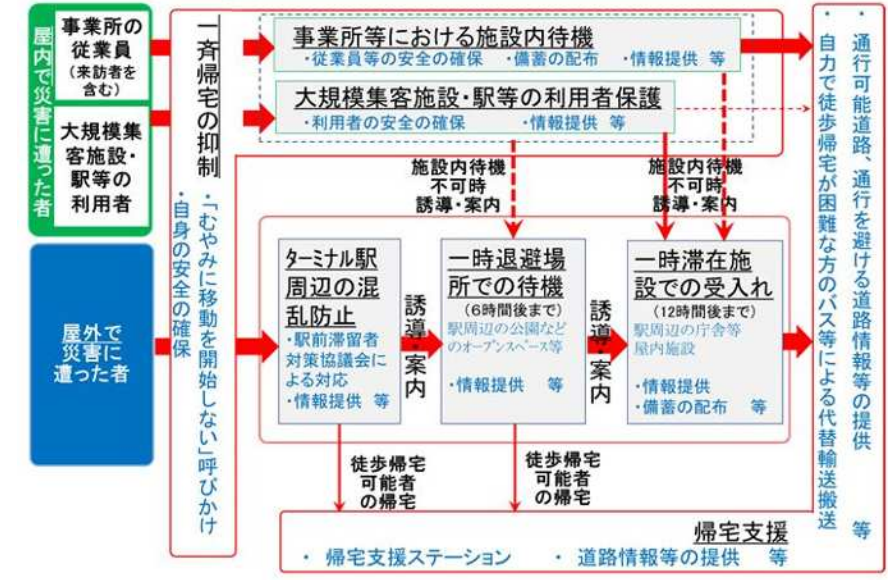 屋内で災害に遭った者
事業所の
従業員
(来訪者を
含む)
大規模集
客施設・
駅等の
利用者
屋外で
災害に
遭った者
一斉帰宅の抑制
・「むやみに移動を開始しない」呼びかけ
・自身の安全の確保
事業所等における施設内待機
・従業員等の安全の確保 ・備蓄の配布 ・情報提供 等
大規模集客施設・駅等の利用者保護
・利用者の安全の確保 ・情報提供 等
施設内待機
不可時
誘導・案内
施設内待機
不可時
誘導・案内
ターミナル駅
周辺の混
乱防止
・駅前滞留者
対策協議会に
よる対応
・情報提供 等
誘導・案内
一時退避場
所での待機
(6時間後まで)
駅周辺の公園など
のオープンスペース等
・情報提供 等
誘導・案内
一時滞在施
設での受入れ
(12時間後まで)
駅周辺の庁舎等
屋内施設
・情報提供
・備蓄の配布 等
徒歩帰宅
可能者
の帰宅
徒歩帰宅
可能者
の帰宅
・通行可能道路、通行を避ける道路情報等の提供 等
・自力で徒歩帰宅が困難な方のバス等による代替輸送搬送
帰宅支援
・ 帰宅支援ステーション ・ 道路情報等の提供 等